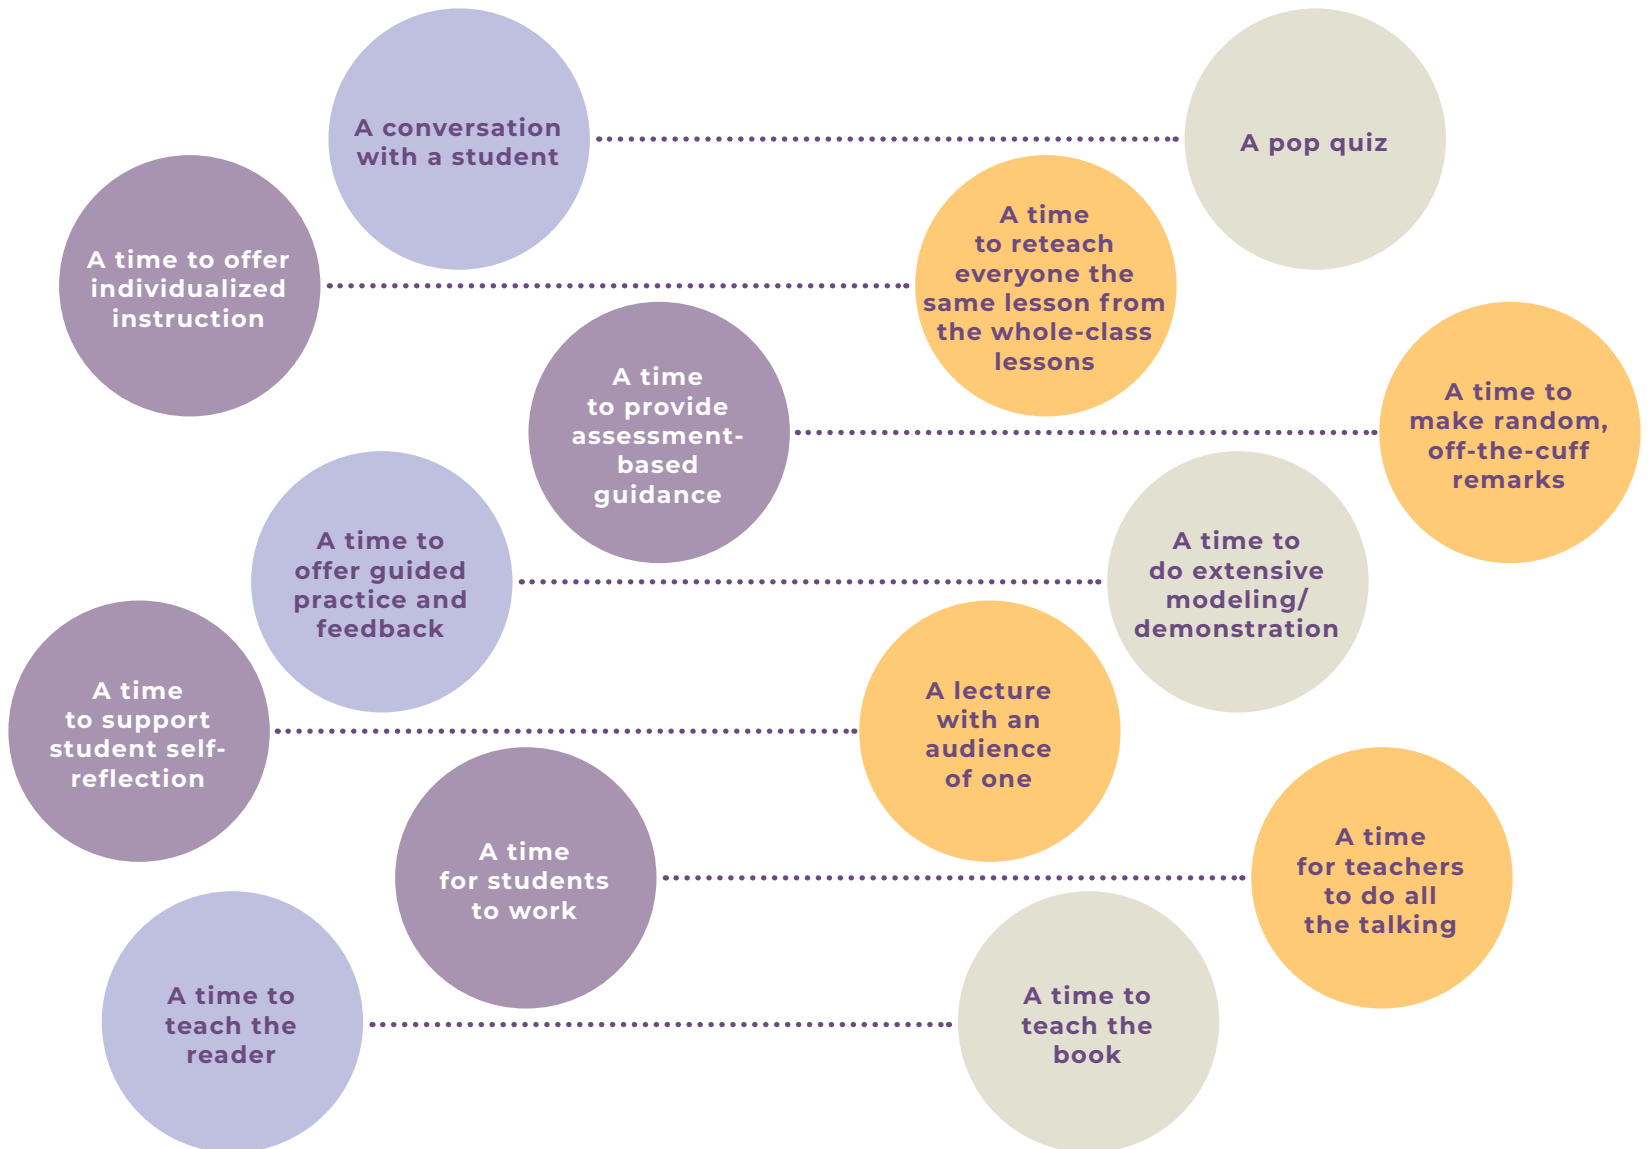 A conversation
with a student
A pop quiz
A time to offer
individualized
instruction
A time
to reteach
everyone the
same lesson from
the whole-class
lessons
A time
to provide
assessment-
based
guidance
A time to
make random,
off-the-cuff
remarks
A time to
offer guided
practice and
feedback
A time to
do extensive
modeling/
demonstration
A time
to support
student self-
reflection
A lecture
with an
audience
of one
A time
for students
to work
A time
for teachers
to do all
the talking
A time to
teach the
reader
A time to
teach the
book